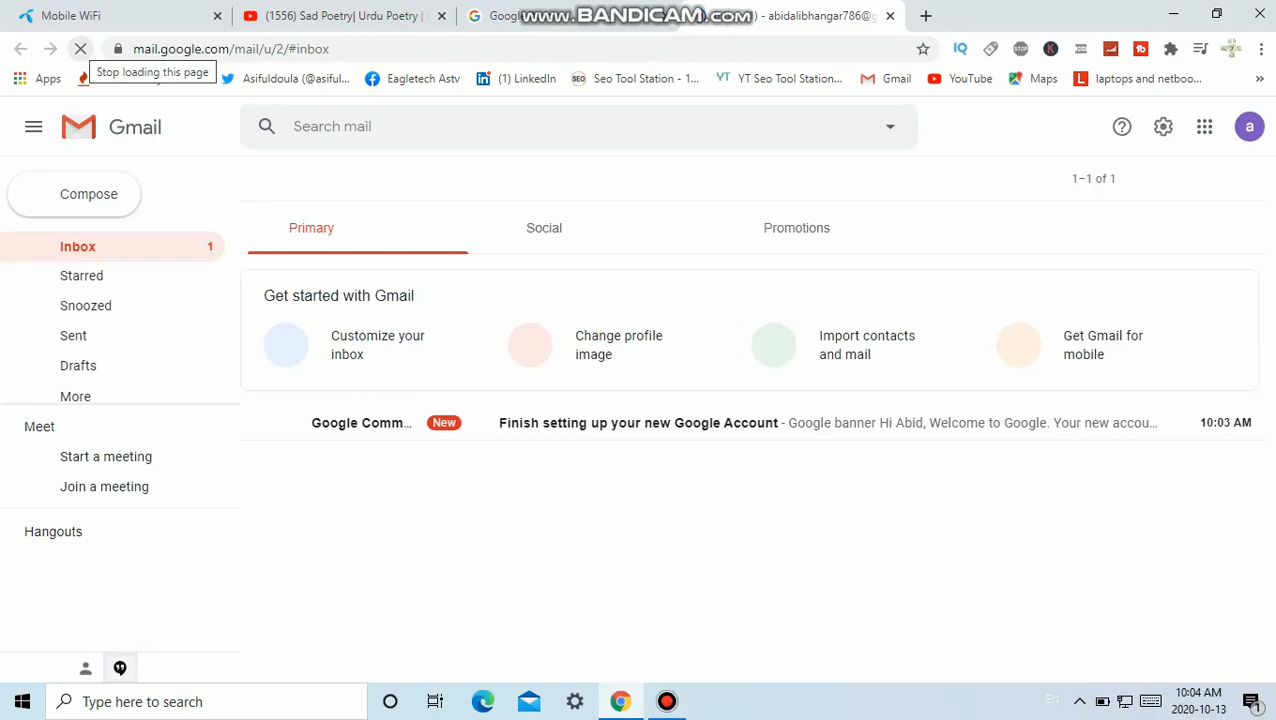 Mobile WiFi
(1556) Sad Poetry| Urdu Poetry |
Goog
www.BANDICAM.com
) - abidalibhangar786@g
mail.google.com/mail/u/2/#inbox
IQ
STOP
K
Stop loading this page
Apps
Asifuldoula (@asiful...
Eagletech Astv
(1) LinkedIn
Seo Tool Station - 1...
YT Seo Tool Station...
Gmail
YouTube
Maps
laptops and netboo...
Gmail
Search mail
a
Compose
1–1 of 1
Primary
Social
Promotions
Inbox 1
Starred
Snoozed
Sent
Drafts
More
Get started with Gmail
Customize your
inbox
Change profile
image
Import contacts
and mail
Get Gmail for
mobile
Google Comm... New Finish setting up your new Google Account - Google banner Hi Abid, Welcome to Google. Your new accou... 10:03 AM
Meet
Start a meeting
Join a meeting
Hangouts
Type here to search
EN
10:04 AM
2020-10-13
1